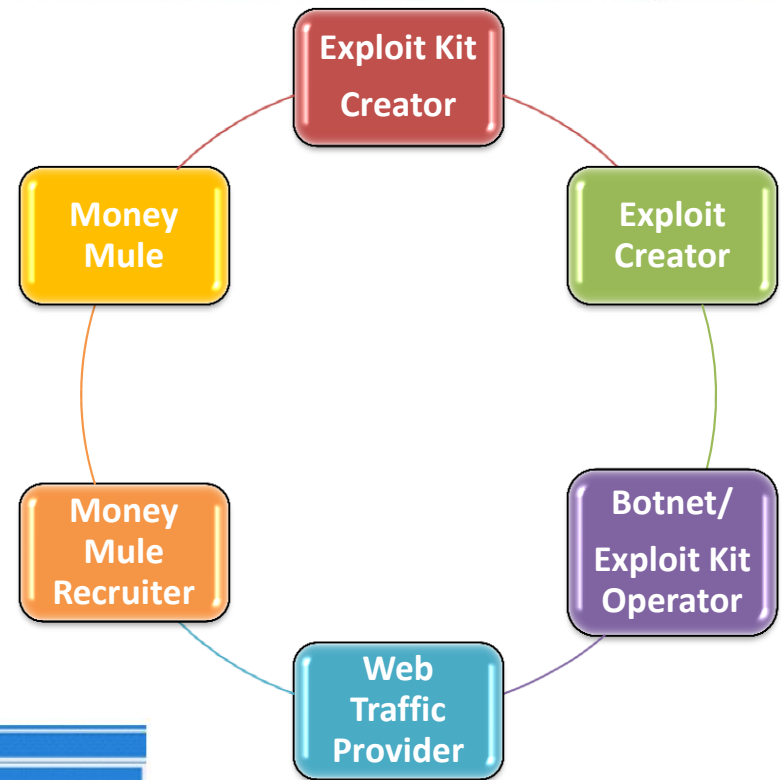 Exploit Kit
Creator
Exploit
Creator
Botnet/
Exploit Kit
Operator
Web
Traffic
Provider
Money
Mule
Recruiter
Money
Mule